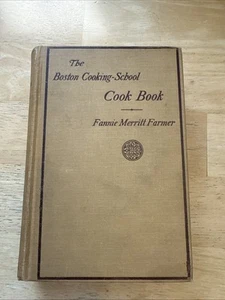 The
Boston Cooking-School
Cook Book
Fannie Merritt Farmer